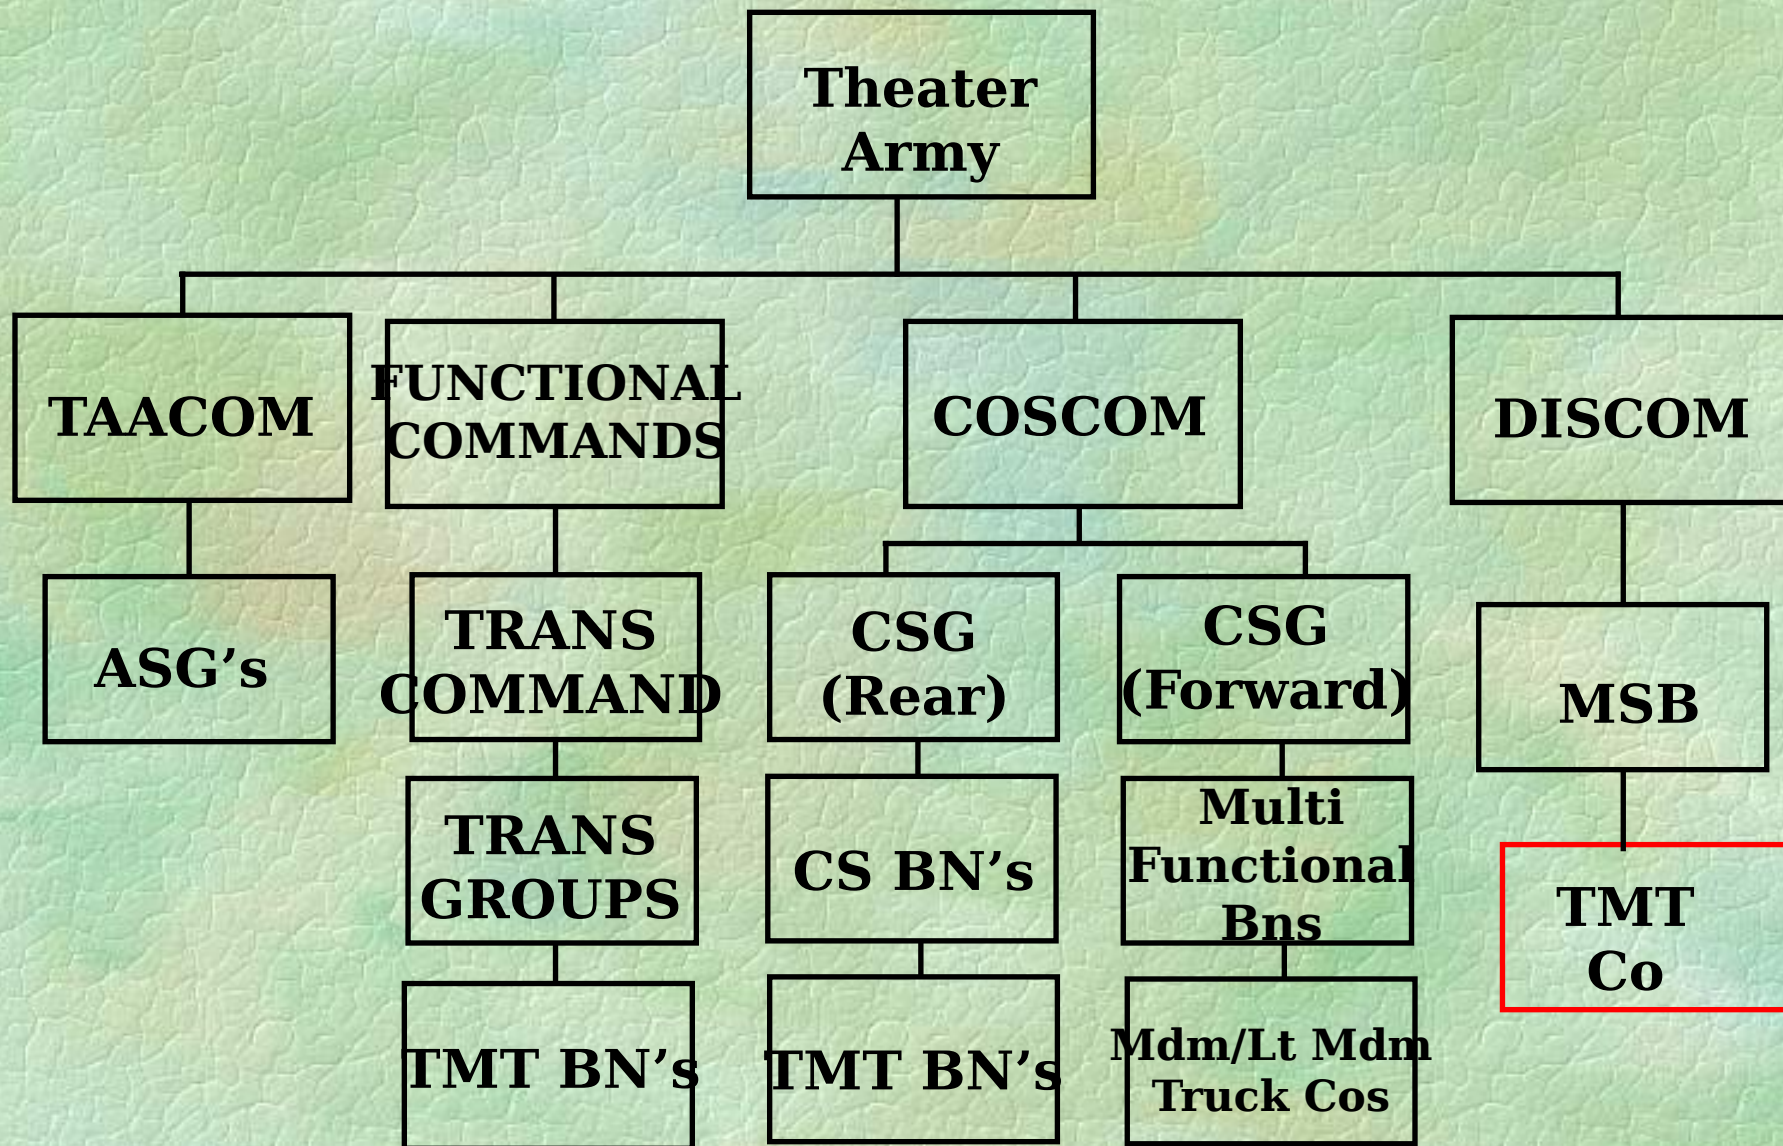 Theater
Army
TAACOM
FUNCTIONAL
COMMANDS
COSCOM
DISCOM
ASG’s
TRANS
COMMAND
CSG
(Rear)
CSG
(Forward)
MSB
TRANS
GROUPS
CS BN’s
Multi
Functional
Bns
TMT
Co
TMT BN’s
TMT BN’s
Mdm/Lt Mdm
Truck Cos